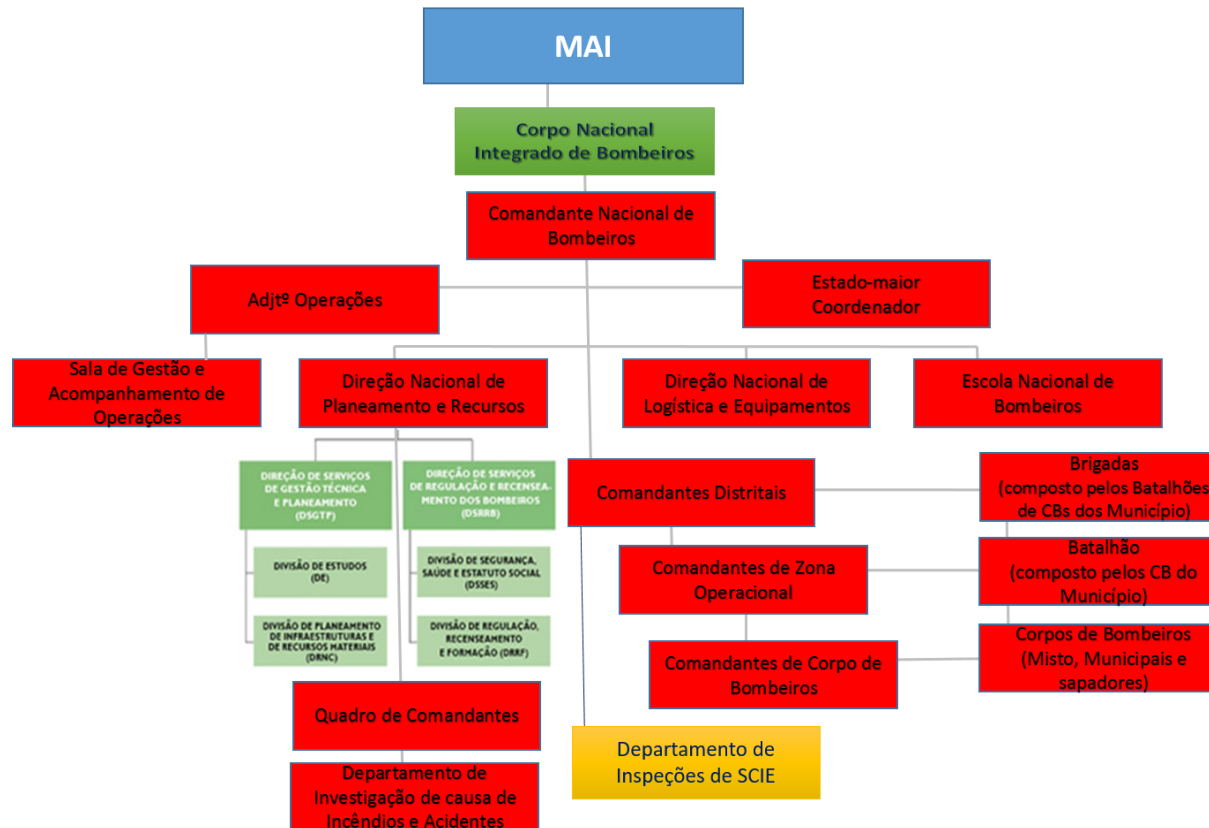 MAI
Corpo Nacional
Integrado de Bombeiros
Comandante Nacional de
Bombeiros
Adjtº Operações
Estado-maior
Coordenador
Sala de Gestão e
Acompanhamento de
Operações
Direção Nacional de
Planeamento e Recursos
Direção Nacional de
Logística e Equipamentos
Escola Nacional de
Bombeiros
DIREÇÃO DE SERVIÇOS
DE GESTÃO TÉCNICA
E PLANEAMENTO
(DSGTP)
DIREÇÃO DE SERVIÇOS
DE REGULAÇÃO E RECENSEA-
MENTO DOS BOMBEIROS
(DSRRB)
DIVISÃO DE ESTUDOS
(DE)
DIVISÃO DE SEGURANÇA,
SAÚDE E ESTATUTO SOCIAL
(DSSES)
DIVISÃO DE PLANEAMENTO
DE INFRAESTRUTURAS E
DE RECURSOS MATERIAIS
(DRNC)
DIVISÃO DE REGULAÇÃO,
RECENSEAMENTO
E FORMAÇÃO (DRRF)
Comandantes Distritais
Brigadas
(composto pelos Batalhões
de CBs dos Município)
Comandantes de Zona
Operacional
Batalhão
(composto pelos CB do
Município)
Comandantes de Corpo de
Bombeiros
Corpos de Bombeiros
(Misto, Municipais e
sapadores)
Quadro de Comandantes
Departamento de
Inspeções de SCIE
Departamento de
Investigação de causa de
Incêndios e Acidentes